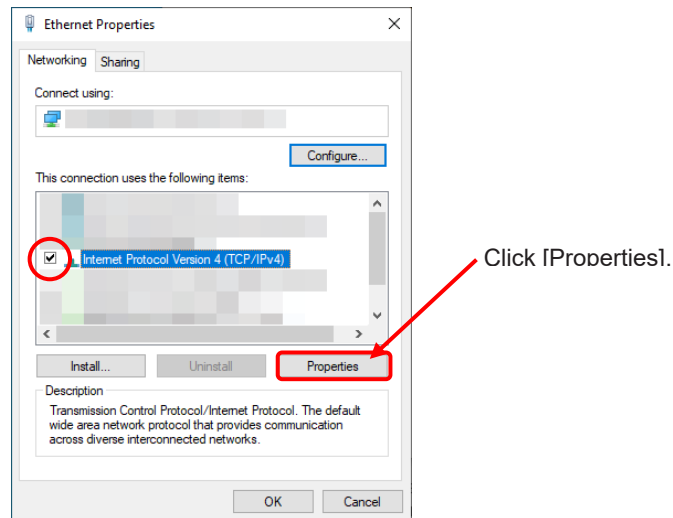 Ethernet Properties
Networking Sharing
Connect using:
Configure...
This connection uses the following items:
Internet Protocol Version 4 (TCP/IPv4)
Click [Properties].
Install... Uninstall Properties
Description
Transmission Control Protocol/Internet Protocol. The default
wide area network protocol that provides communication
across diverse interconnected networks.
OK Cancel